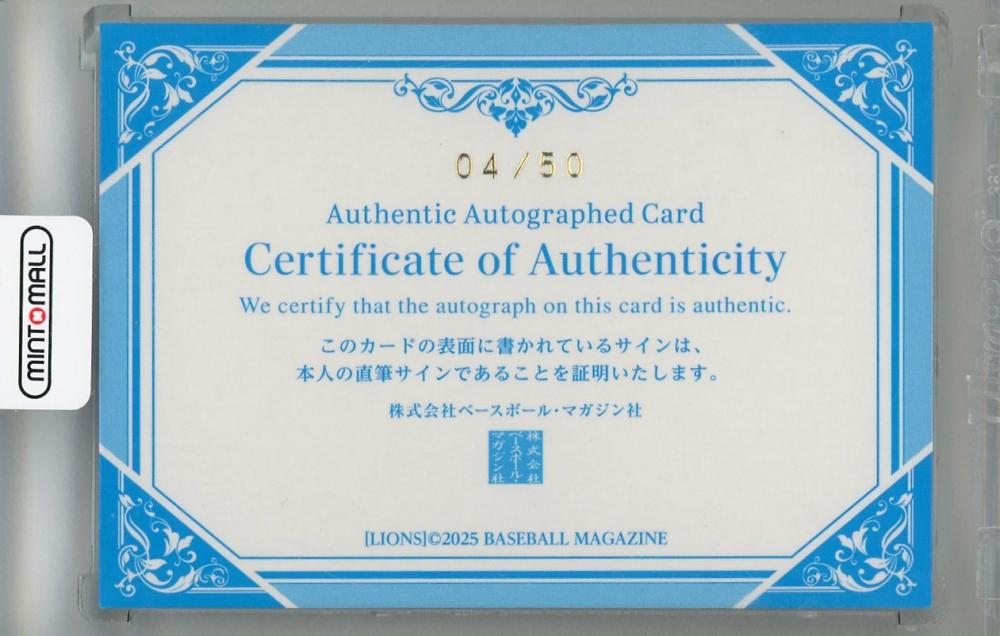 04/50
Authentic Autographed Card
Certificate of Authenticity
We certify that the autograph on this card is authentic.
このカードの表面に書かれているサインは、
本人の直筆サインであることを証明いたします。
株式会社ベースボール・マガジン社
株式会社
ベースボール・
マガジン社
[LIONS]©2025 BASEBALL MAGAZINE
MINTOMALL